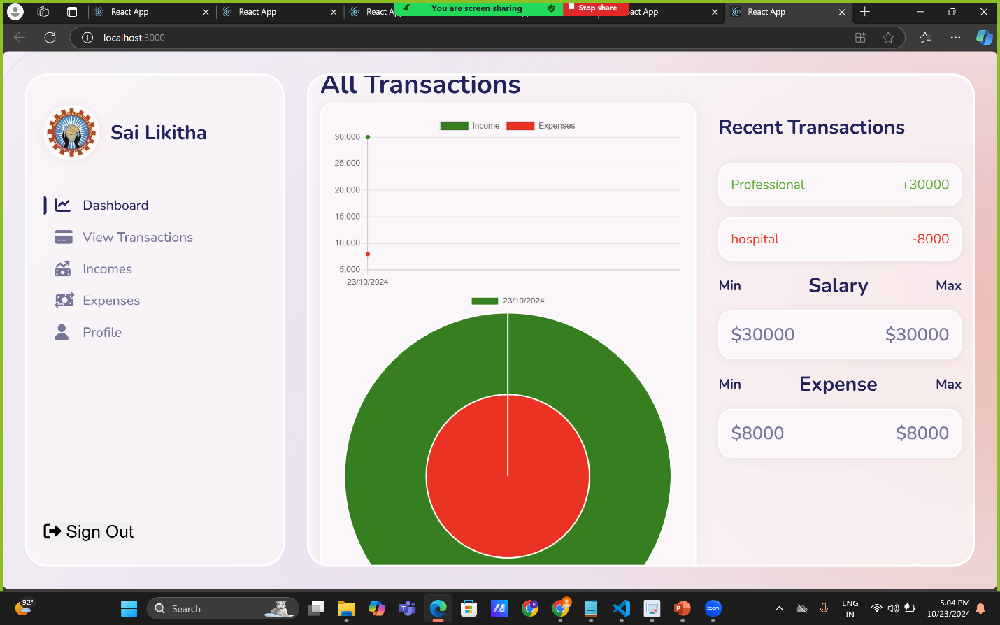 React App
React App
React A
You are screen sharing
Stop share
act App
React App
localhost:3000
Sai Likitha
Dashboard
View Transactions
Incomes
Expenses
Profile
Sign Out
All Transactions
Income Expenses
30,000
25,000
20,000
15,000
10,000
5,000
23/10/2024
23/10/2024
Recent Transactions
Professional +30000
hospital -8000
Min Salary Max
$30000 $30000
Min Expense Max
$8000 $8000
92°
Search
zoom
ENG
IN
5:04 PM
10/23/2024